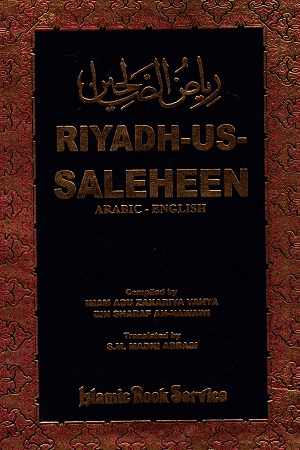 رياض الصالحين
RIYADH-US-
SALEHEEN
ARABIC - ENGLISH
Compiled by
IMAM ABU ZAKARIYA YAHYA
BIN SHARAF AN-NAWAWI
Translated by
S.M. MADNI ABBASI
Islamic Book Service